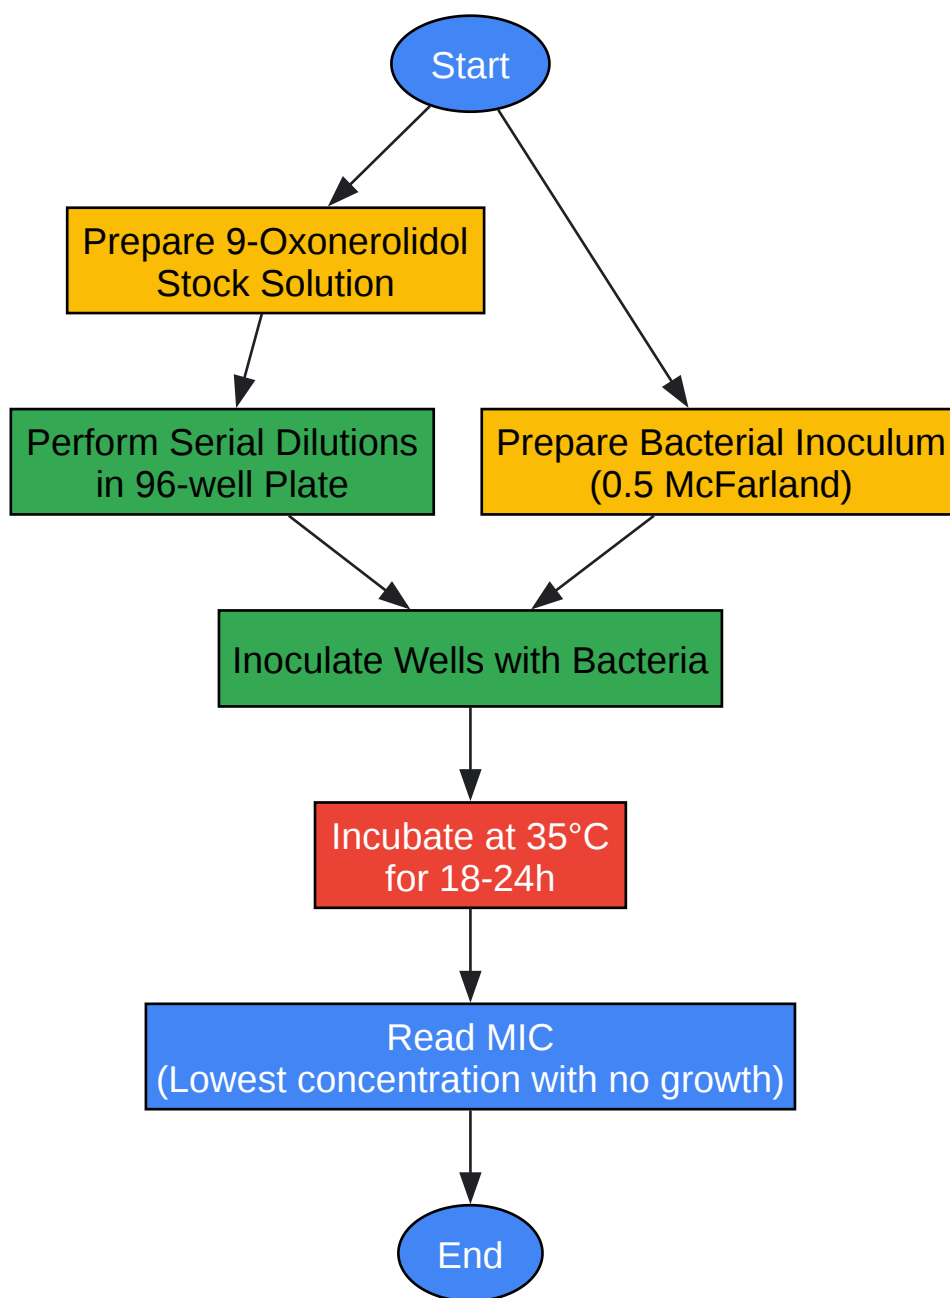 Start
Prepare 9-Oxonerolidol
Stock Solution
Perform Serial Dilutions
in 96-well Plate
Prepare Bacterial Inoculum
(0.5 McFarland)
Inoculate Wells with Bacteria
Incubate at 35°C
for 18-24h
Read MIC
(Lowest concentration with no growth)
End